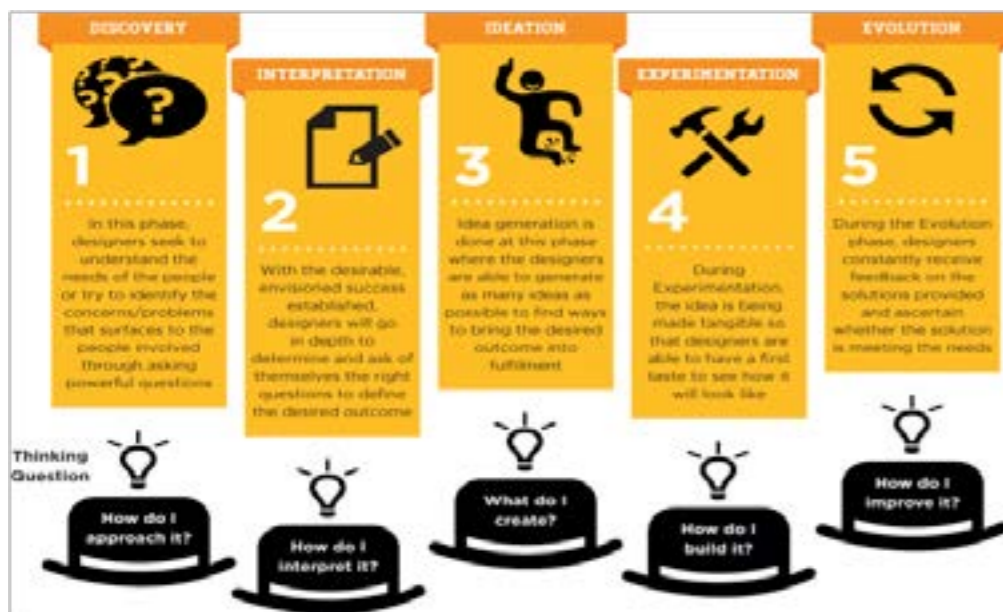 DISCOVERY
1
In this phase,
designers seek to
understand the
needs of the people
or try to identify the
concerns/problems
that surfaces to the
people involved
through asking
powerful questions
INTERPRETATION
2
With the desirable,
envisioned success
established,
designers will go
in depth to
determine and ask of
themselves the right
questions to define
the desired outcome
IDEATION
3
Idea generation is
done at this phase
where the designers
are able to generate
as many ideas as
possible to find ways
to bring the desired
outcome into
fulfilment
EXPERIMENTATION
4
During
Experimentation,
the idea is being
made tangible so
that designers are
able to have a first
taste to see how it
will look like
EVOLUTION
5
During the Evolution
phase, designers
constantly receive
feedback on the
solutions provided
and ascertain
whether the solution
is meeting the needs
Thinking
Question
How do I
approach it?
How do I
interpret it?
What do I
create?
How do I
build it?
How do I
improve it?